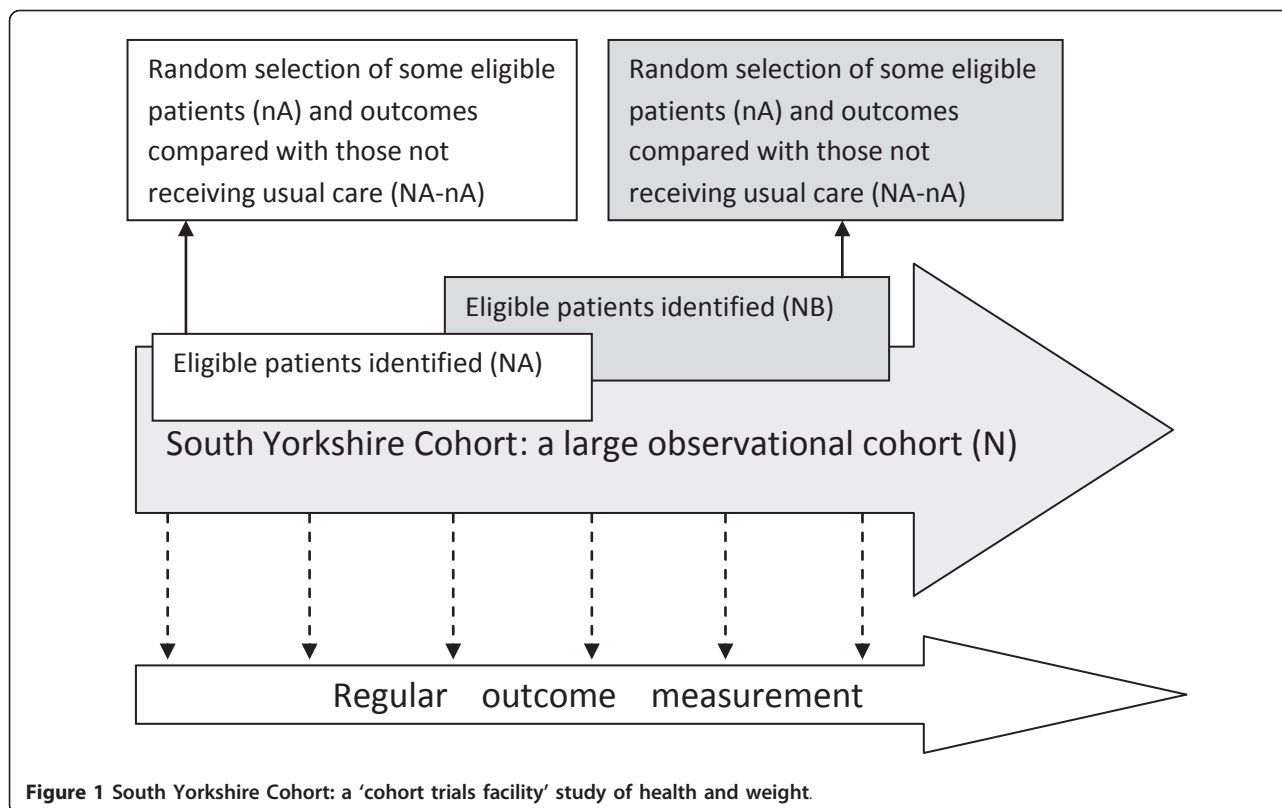 Random selection of some eligible
patients (nA) and outcomes
compared with those not
receiving usual care (NA-nA)
Random selection of some eligible
patients (nA) and outcomes
compared with those not
receiving usual care (NA-nA)
Eligible patients identified (NB)
Eligible patients identified (NA)
South Yorkshire Cohort: a large observational cohort (N)
Regular outcome measurement
Figure 1 South Yorkshire Cohort: a ‘cohort trials facility’ study of health and weight.